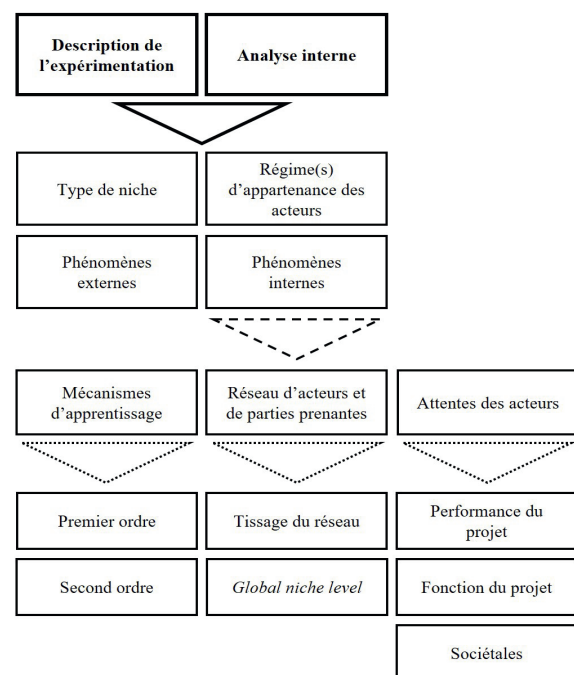 Description de
l'expérimentation
Analyse interne
Type de niche
Régime(s)
d'appartenance des
acteurs
Phénomènes
externes
Phénomènes
internes
Mécanismes
d'apprentissage
Réseau d'acteurs et
de parties prenantes
Attentes des acteurs
Premier ordre
Tissage du réseau
Performance du
projet
Second ordre
Global niche level
Fonction du projet
Sociétales